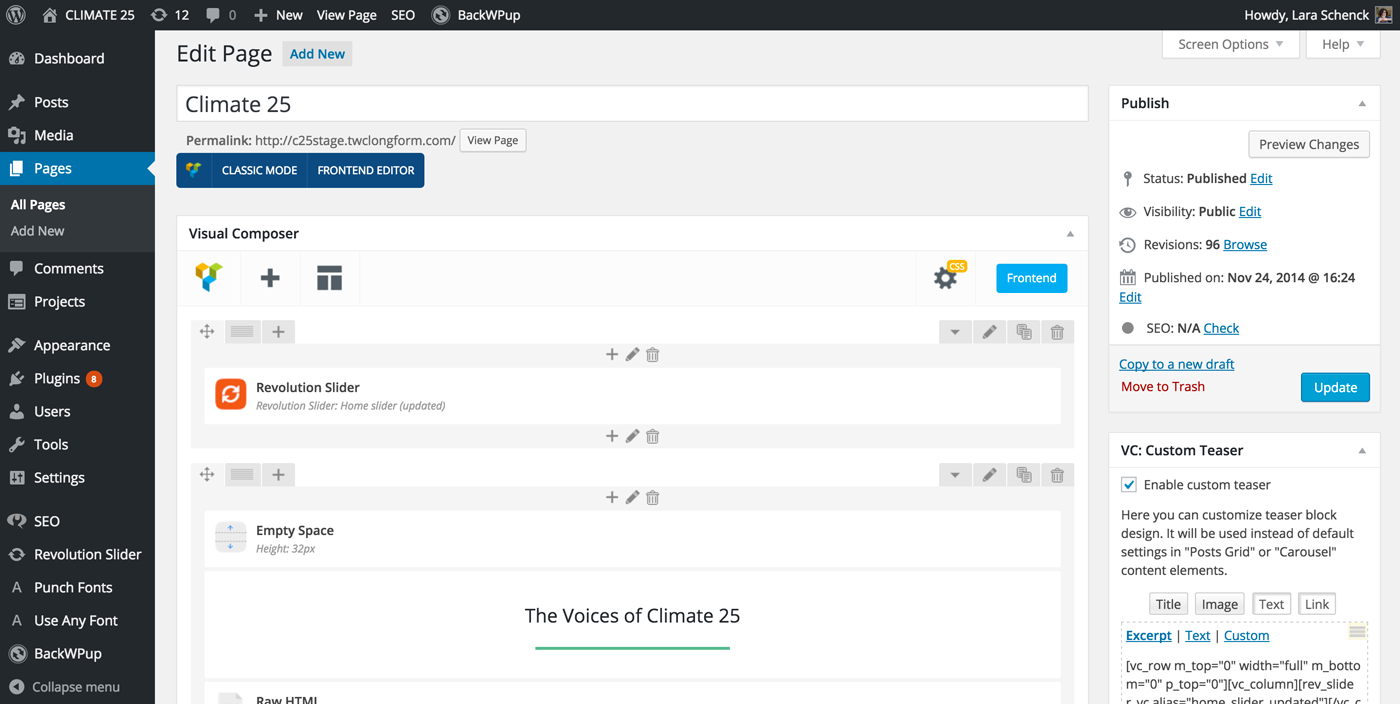 CLIMATE 25 12 0 New View Page SEO BackWPup Howdy, Lara Schenck
Dashboard
Posts
Media
Pages
All Pages
Add New
Comments
Projects
Appearance
Plugins 8
Users
Tools
Settings
SEO
Revolution Slider
Punch Fonts
Use Any Font
BackWPup
Collapse menu
Screen Options Help
Edit Page Add New
Climate 25
Permalink: http://c25stage.twclongform.com/ View Page
CLASSIC MODE FRONTEND EDITOR
Visual Composer
CSS Frontend
Revolution Slider
Revolution Slider: Home slider (updated)
Empty Space
Height: 32px
The Voices of Climate 25
Raw HTML
Publish
Preview Changes
Status: Published Edit
Visibility: Public Edit
Revisions: 96 Browse
Published on: Nov 24, 2014 @ 16:24
Edit
SEO: N/A Check
Copy to a new draft
Move to Trash
Update
VC: Custom Teaser
Enable custom teaser
Here you can customize teaser block
design. It will be used instead of default
settings in "Posts Grid" or "Carousel"
content elements.
Title Image Text Link
Excerpt | Text | Custom
[vc_row m_top="0" width="full" m_botto
m="0" p_top="0"][vc_column][rev_slide
r_vc alias="home_slider_updated"][/vc_c